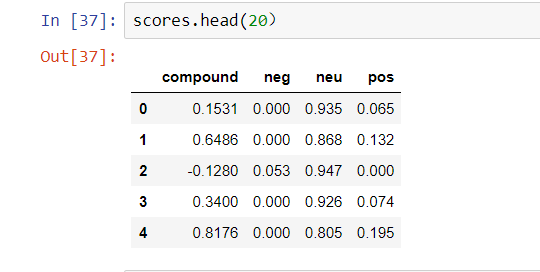 In [37]: scores.head(20)
Out[37]:
compound neg neu pos
0 0.1531 0.000 0.935 0.065
1 0.6486 0.000 0.868 0.132
2 -0.1280 0.053 0.947 0.000
3 0.3400 0.000 0.926 0.074
4 0.8176 0.000 0.805 0.195